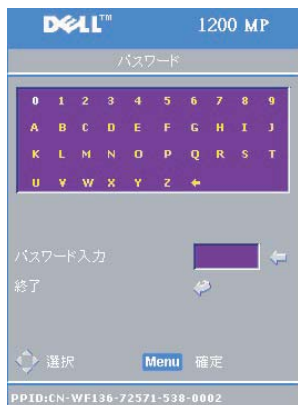 DELL™ 1200 MP
パスワード
0 1 2 3 4 5 6 7 8 9
A B C D E F G H I J
K L M N O P Q R S T
U V W X Y Z
パスワード入力
終了
選択 Menu 確定
PPID:CN-WF136-72571-538-0002